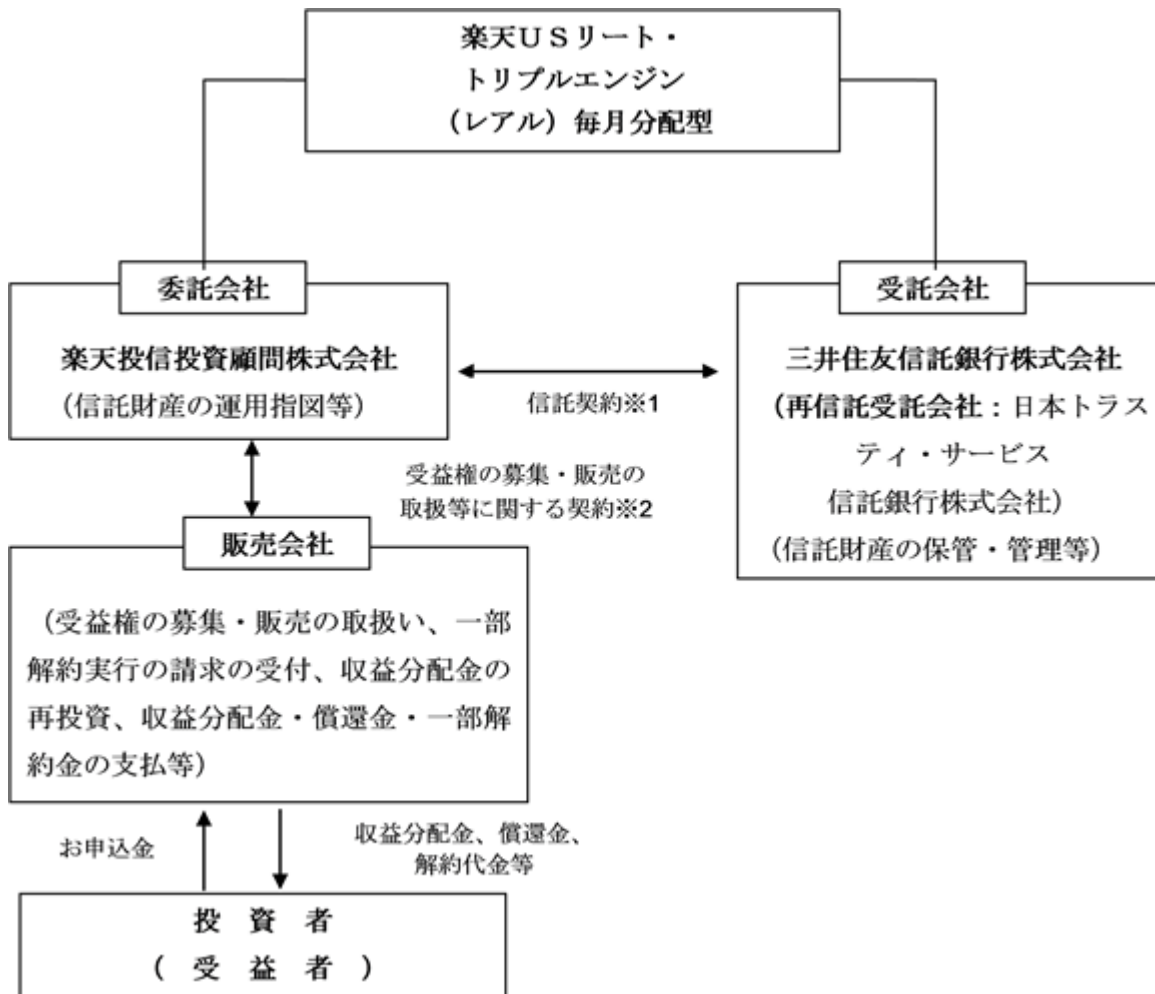 楽天ＵＳリート・
トリプルエンジン
（レアル）毎月分配型
委託会社
楽天投信投資顧問株式会社
（信託財産の運用指図等）
信託契約※1
受託会社
三井住友信託銀行株式会社
（再信託受託会社：日本トラス
ティ・サービス
信託銀行株式会社）
（信託財産の保管・管理等）
受益権の募集・販売の
取扱等に関する契約※2
販売会社
（受益権の募集・販売の取扱い、一部
解約実行の請求の受付、収益分配金の
再投資、収益分配金・償還金・一部解
約金の支払等）
お申込金
収益分配金、償還金、
解約代金等
投　資　者
（　受　益　者　）